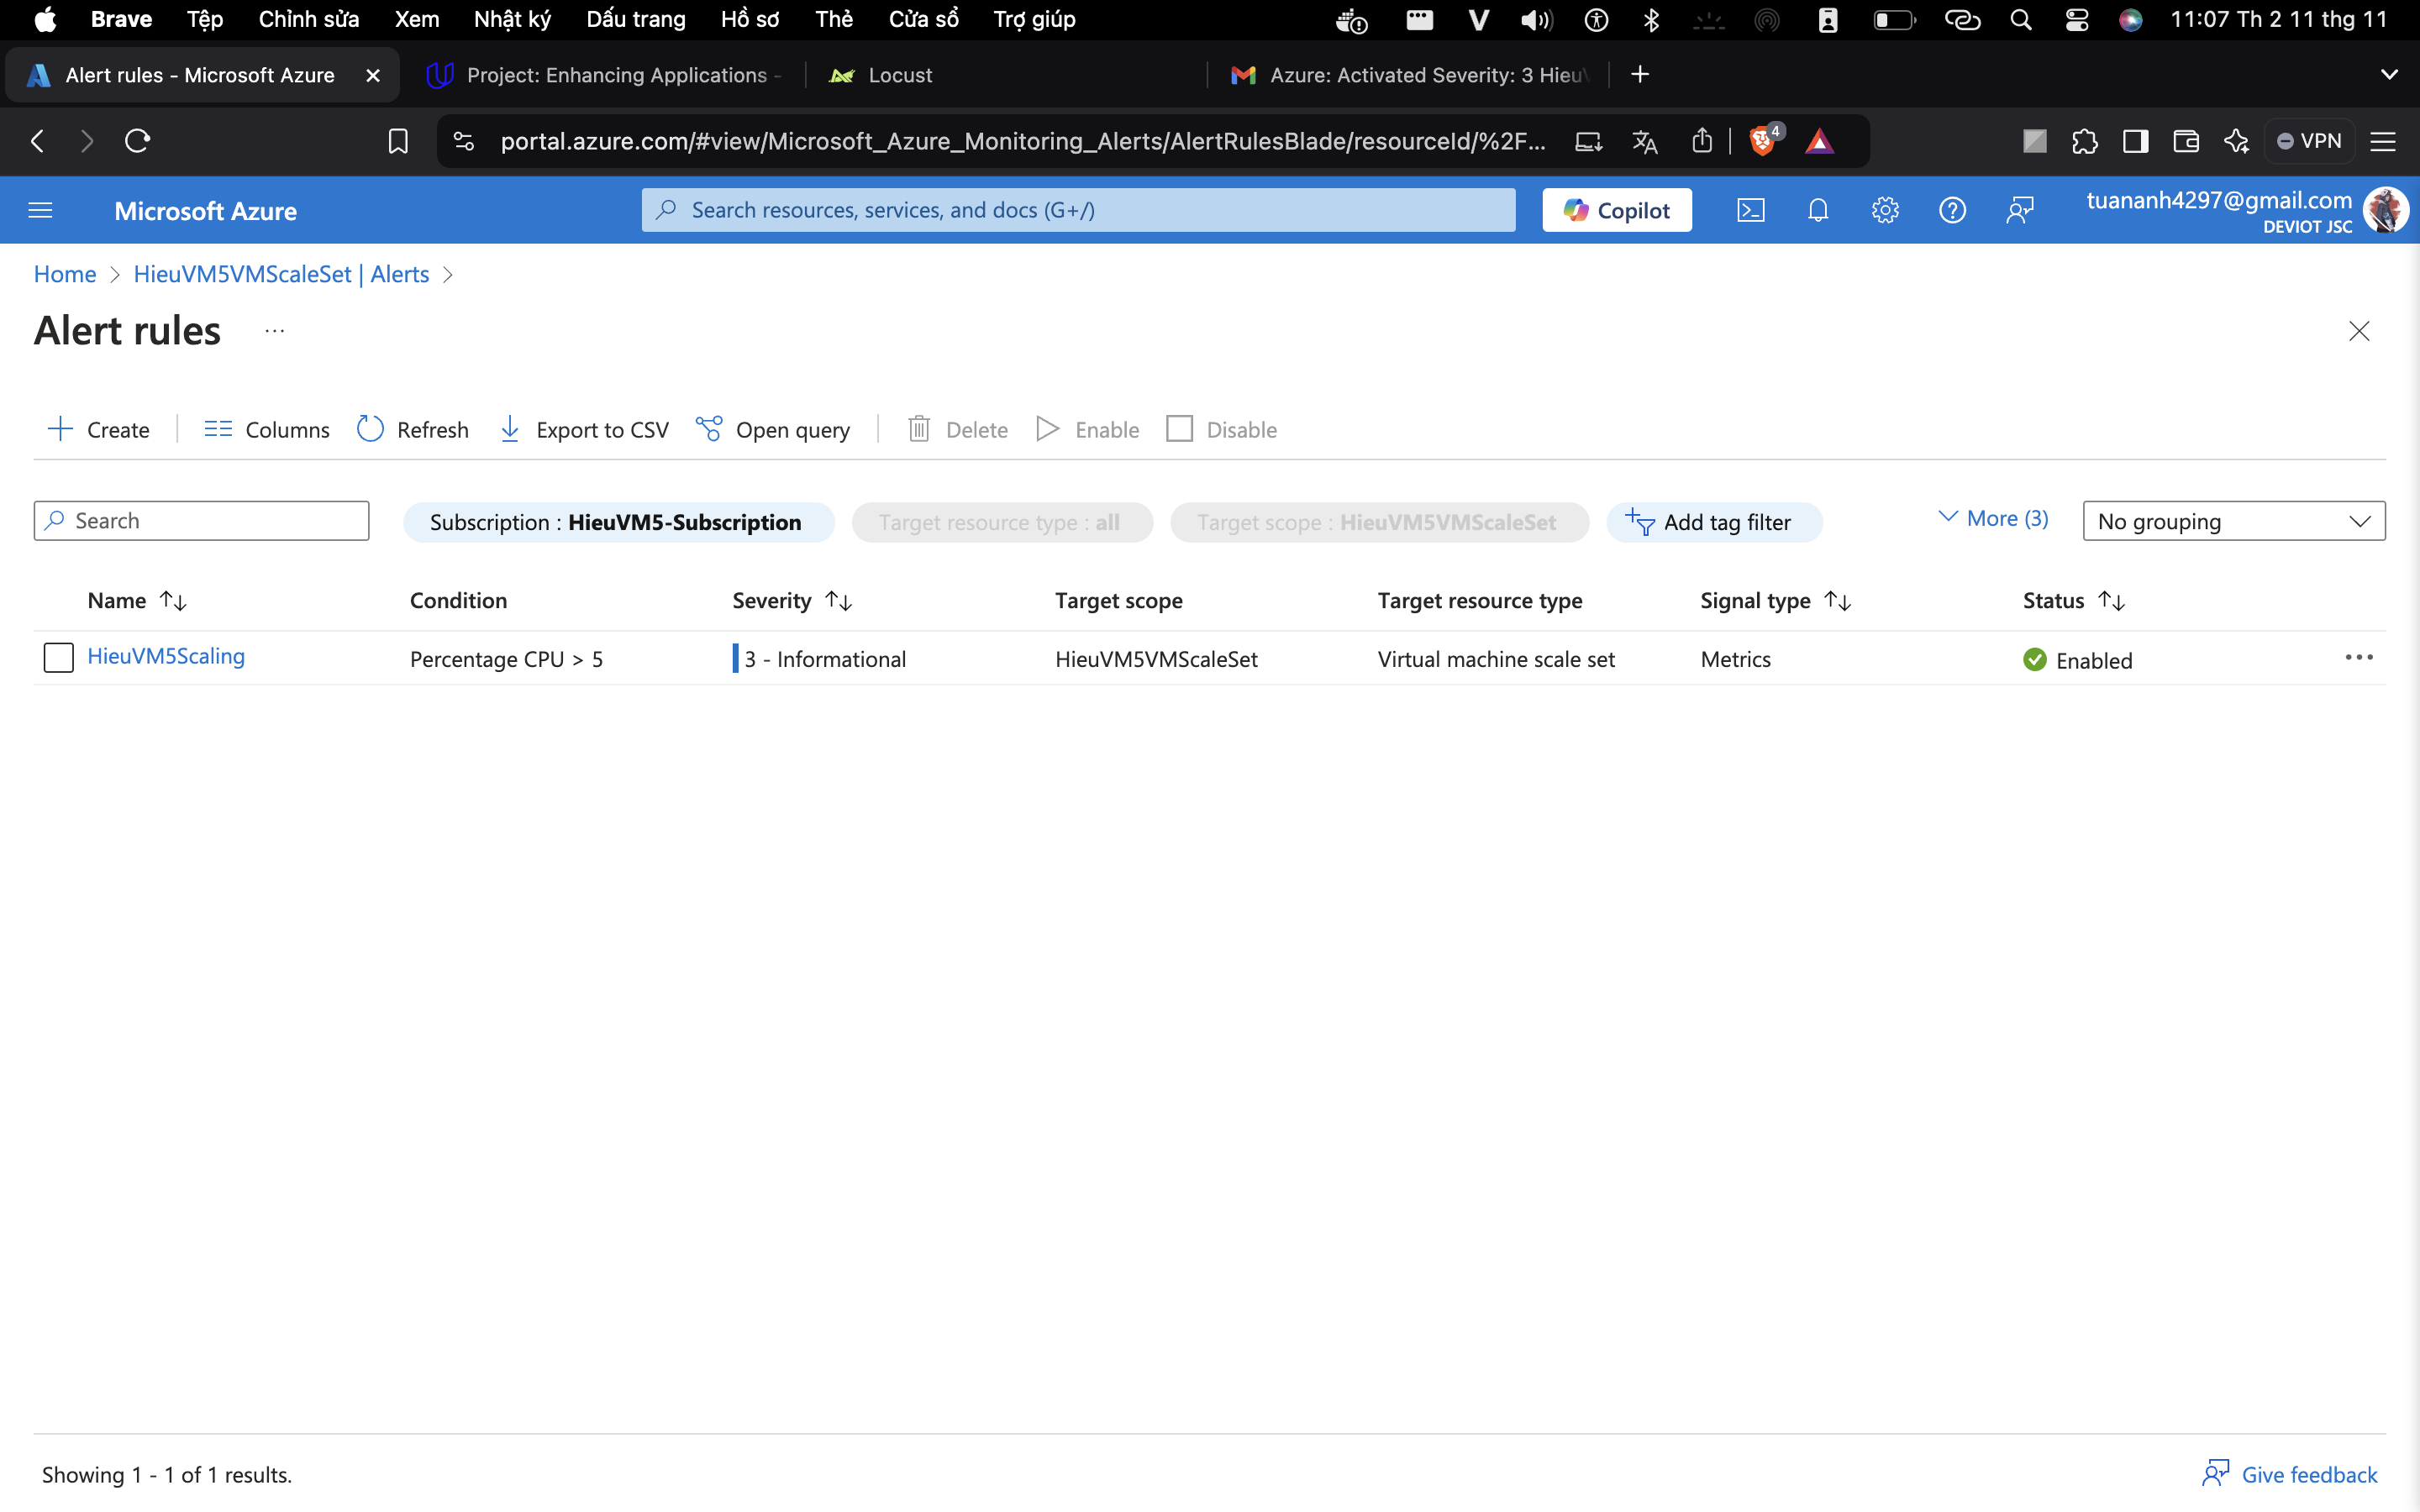 Brave Tệp Chỉnh sửa Xem Nhật ký Dấu trang Hồ sơ Thẻ Cửa sổ Trợ giúp 11:07 Th 2 11 thg 11
Alert rules - Microsoft Azure Project: Enhancing Applications - Locust Azure: Activated Severity: 3 HieuV
portal.azure.com/#view/Microsoft_Azure_Monitoring_Alerts/AlertRulesBlade/resourceId/%2F... 4 VPN
Microsoft Azure Search resources, services, and docs (G+/) Copilot tuananh4297@gmail.com
DEVIOT JSC
Home > HieuVM5VMScaleSet | Alerts >
Alert rules ...
Create Columns Refresh Export to CSV Open query Delete Enable Disable
Search Subscription : HieuVM5-Subscription Target resource type : all Target scope : HieuVM5VMScaleSet Add tag filter More (3) No grouping
Name Condition Severity Target scope Target resource type Signal type Status
HieuVM5Scaling Percentage CPU > 5 3 - Informational HieuVM5VMScaleSet Virtual machine scale set Metrics Enabled
Showing 1 - 1 of 1 results. Give feedback